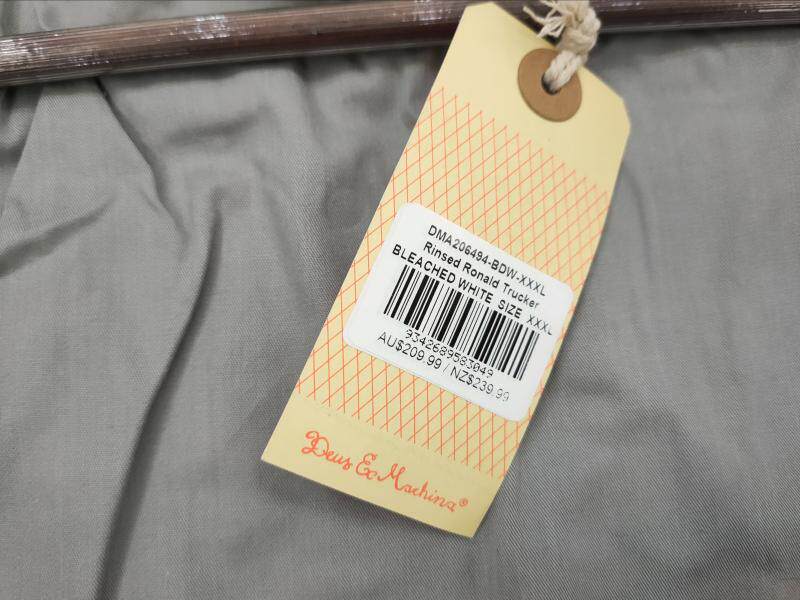 DMA206494-BDW-XXXL
Rinsed Ronald Trucker
BLEACHED WHITE SIZE XXXL
9342689583049
AU$209.99 / NZ$239.99
Deus Ex Machina®